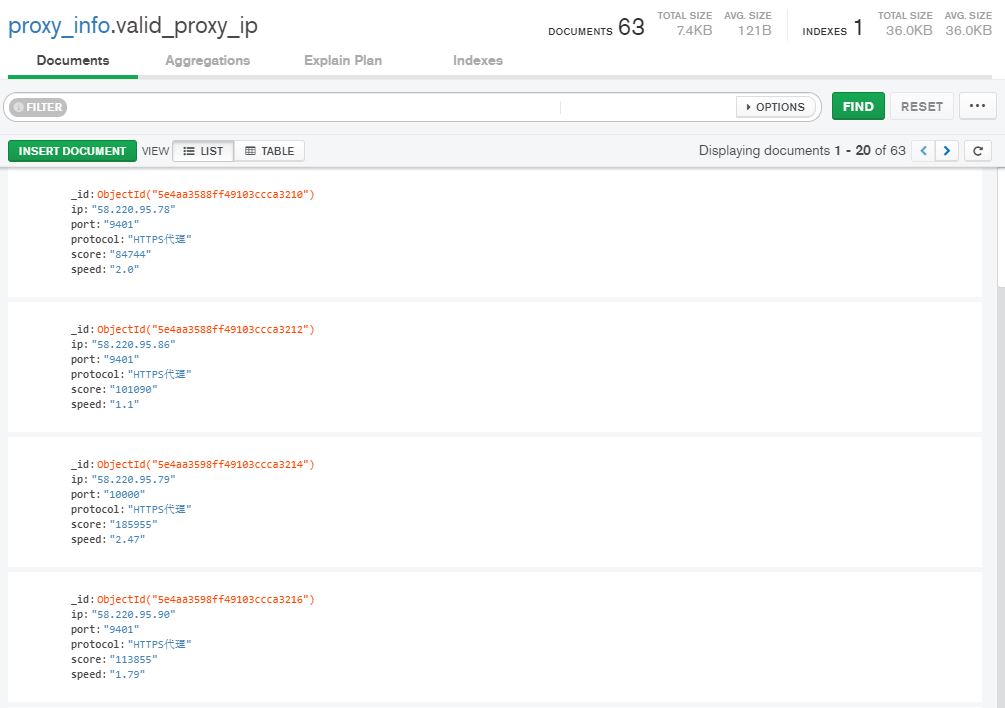 proxy_info.valid_proxy_ip
DOCUMENTS 63 TOTAL SIZE 7.4KB AVG. SIZE 121B INDEXES 1 TOTAL SIZE 36.0KB AVG. SIZE 36.0KB
Documents Aggregations Explain Plan Indexes
FILTER OPTIONS FIND RESET ...
INSERT DOCUMENT VIEW LIST TABLE Displaying documents 1 - 20 of 63
_id: ObjectId("5e4aa3588ff49103ccca3210")
ip: "58.220.95.78"
port: "9401"
protocol: "HTTPS代理"
score: "84744"
speed: "2.0"
_id: ObjectId("5e4aa3588ff49103ccca3212")
ip: "58.220.95.86"
port: "9401"
protocol: "HTTPS代理"
score: "101090"
speed: "1.1"
_id: ObjectId("5e4aa3598ff49103ccca3214")
ip: "58.220.95.79"
port: "10000"
protocol: "HTTPS代理"
score: "185955"
speed: "2.47"
_id: ObjectId("5e4aa3598ff49103ccca3216")
ip: "58.220.95.90"
port: "9401"
protocol: "HTTPS代理"
score: "113855"
speed: "1.79"